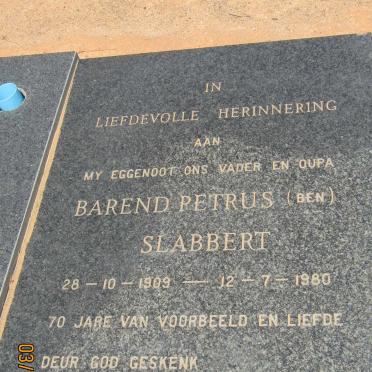 IN
LIEFDEVOLLE HERINNERING
AAN
MY EGGENOOT ONS VADER EN OUPA
BAREND PETRUS (BEN)
SLABBERT
28-10-1909 — 12-7-1980
70 JARE VAN VOORBEELD EN LIEFDE
DEUR GOD GESKENK
03/